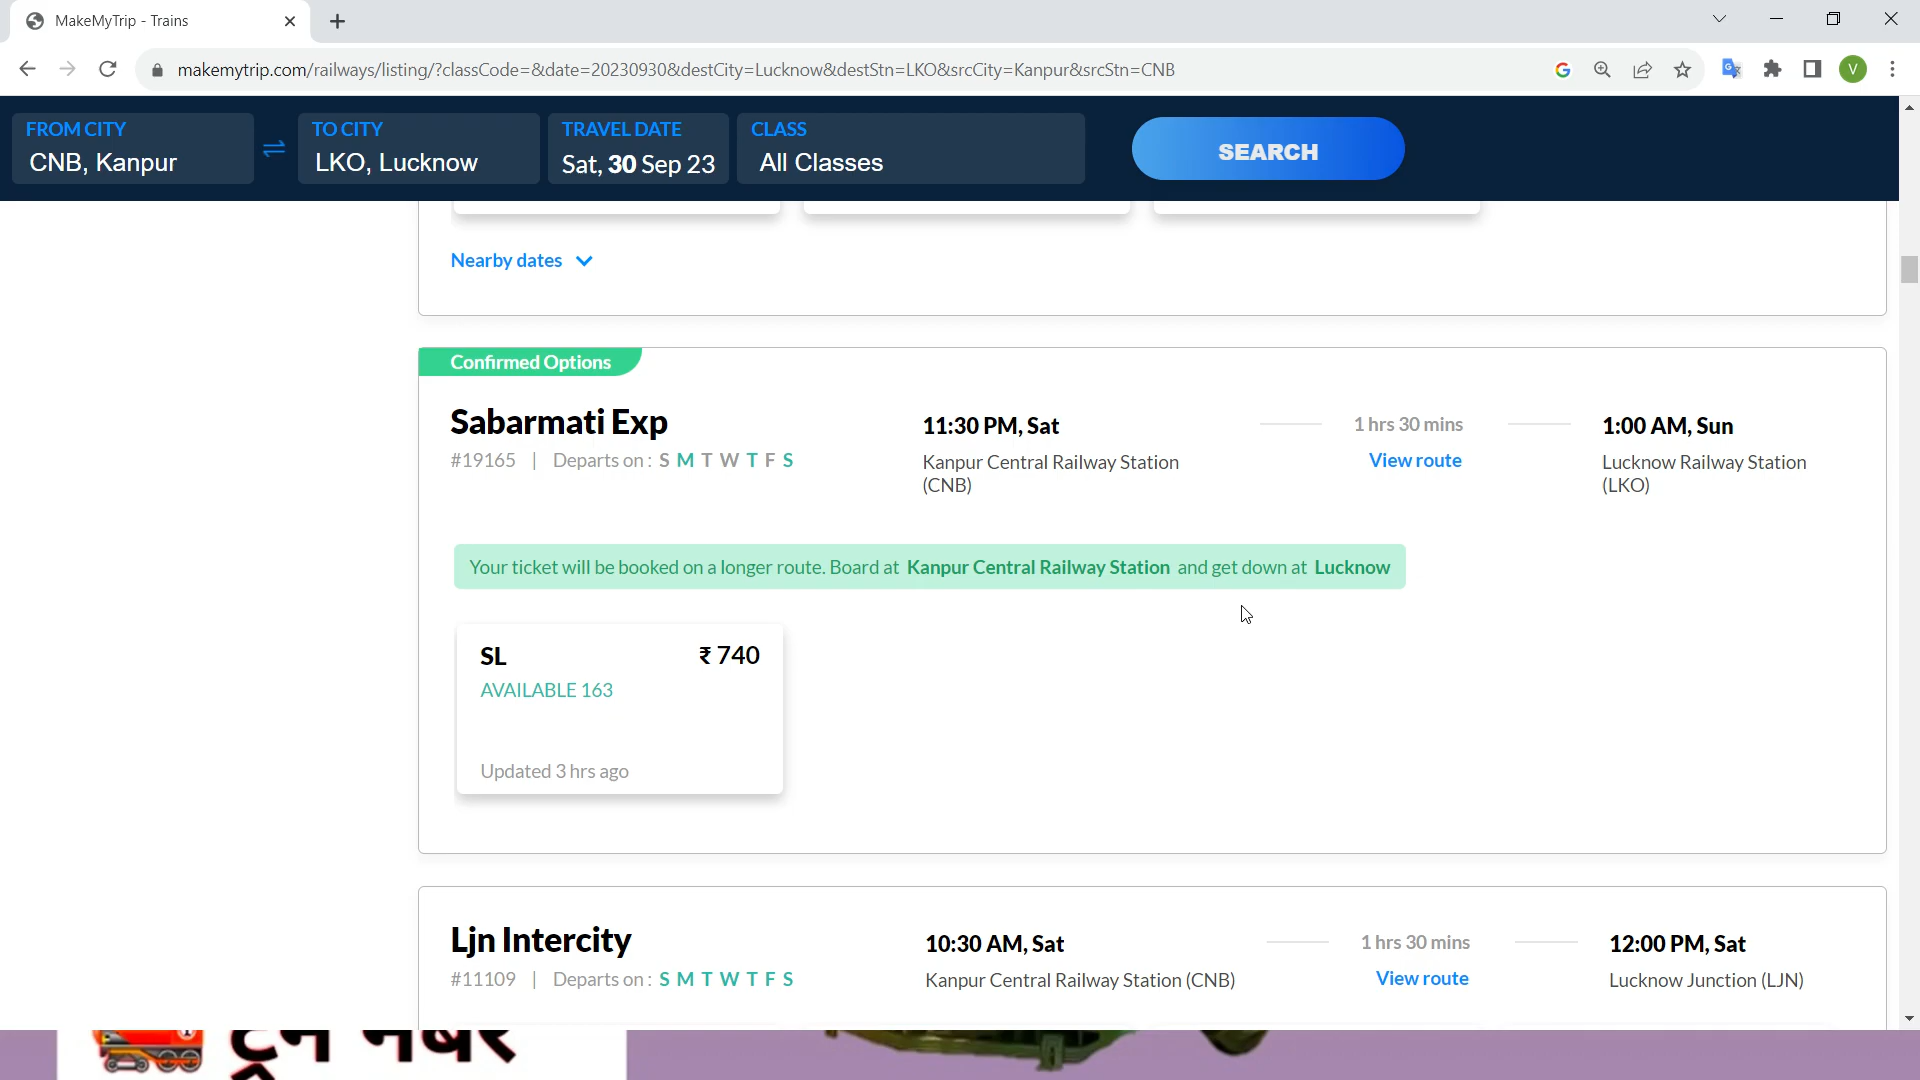 MakeMyTrip - Trains
makemytrip.com/railways/listing/?classCode=&date=20230930&destCity=Lucknow&destStn=LKO&srcCity=Kanpur&srcStn=CNB
V
FROM CITY
CNB, Kanpur
TO CITY
LKO, Lucknow
TRAVEL DATE
Sat, 30 Sep 23
CLASS
All Classes
SEARCH
Nearby dates
Confirmed Options
Sabarmati Exp
#19165 | Departs on : S M T W T F S
11:30 PM, Sat
Kanpur Central Railway Station
(CNB)
1 hrs 30 mins
View route
1:00 AM, Sun
Lucknow Railway Station
(LKO)
Your ticket will be booked on a longer route. Board at Kanpur Central Railway Station and get down at Lucknow
SL ₹ 740
AVAILABLE 163
Updated 3 hrs ago
Ljn Intercity
#11109 | Departs on : S M T W T F S
10:30 AM, Sat
Kanpur Central Railway Station (CNB)
1 hrs 30 mins
View route
12:00 PM, Sat
Lucknow Junction (LJN)
ट्रेन नंबर